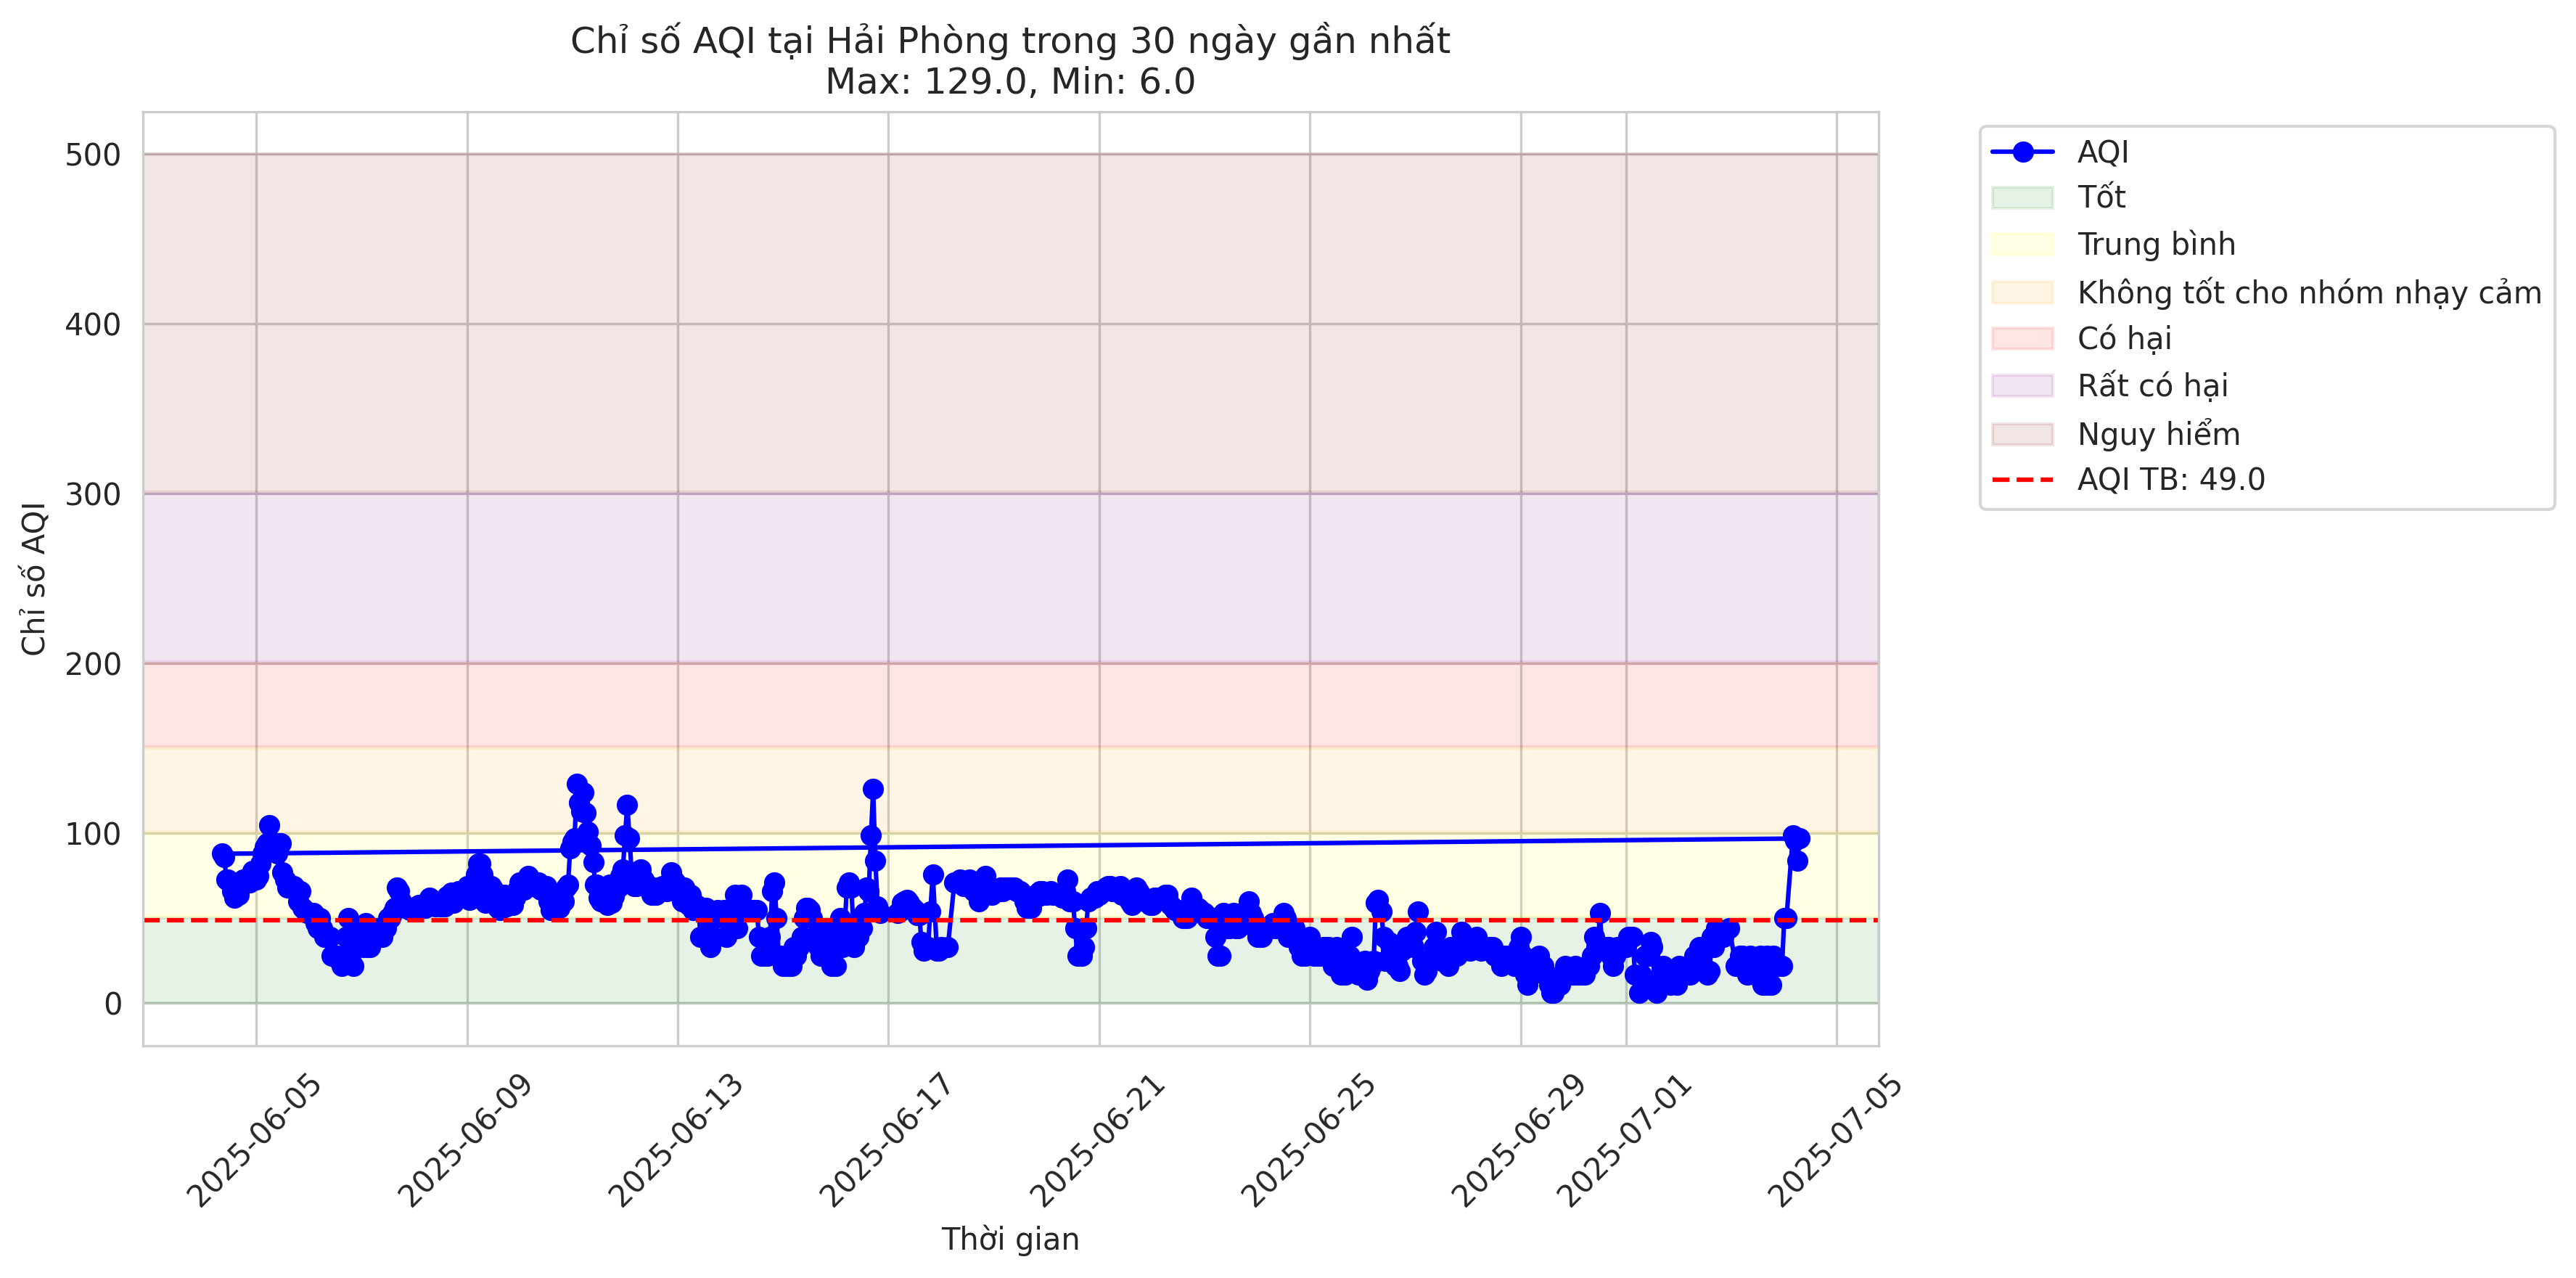 Chỉ số AQI tại Hải Phòng trong 30 ngày gần nhất
Max: 129.0, Min: 6.0
Chỉ số AQI
500
400
300
200
100
0
2025-06-05
2025-06-09
2025-06-13
2025-06-17
2025-06-21
2025-06-25
2025-06-29
2025-07-01
2025-07-05
Thời gian
AQI
Tốt
Trung bình
Không tốt cho nhóm nhạy cảm
Có hại
Rất có hại
Nguy hiểm
AQI TB: 49.0